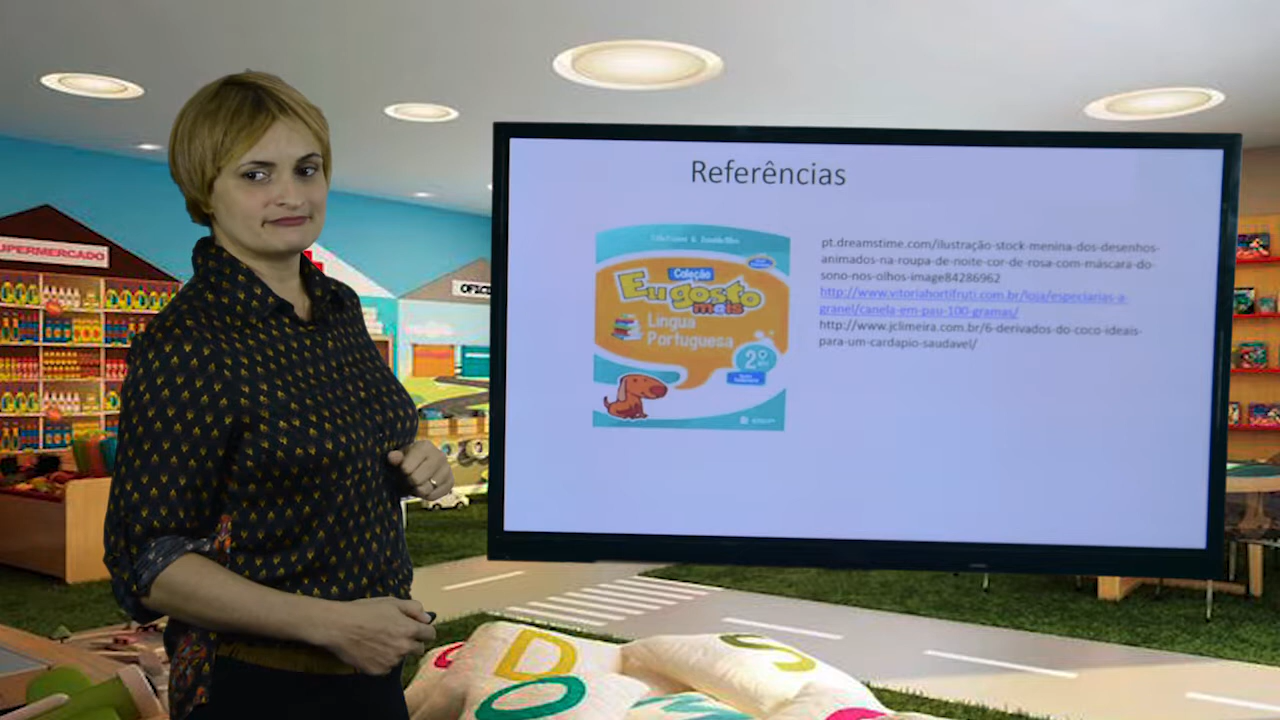 Referências
Coleção
Eu gosto
mais
Língua
Portuguesa
2º
pt.dreamstime.com/ilustração-stock-menina-dos-desenhos-
animados-na-roupa-de-noite-cor-de-rosa-com-máscara-do-
sono-nos-olhos-image84286962
http://www.vitoriahortifruti.com.br/loja/especiarias-a-
granel/canela-em-pau-100-gramas/
http://www.jclimeira.com.br/6-derivados-do-coco-ideais-
para-um-cardapio-saudavel/
UPERMERCADO
OFICI
D
O
S